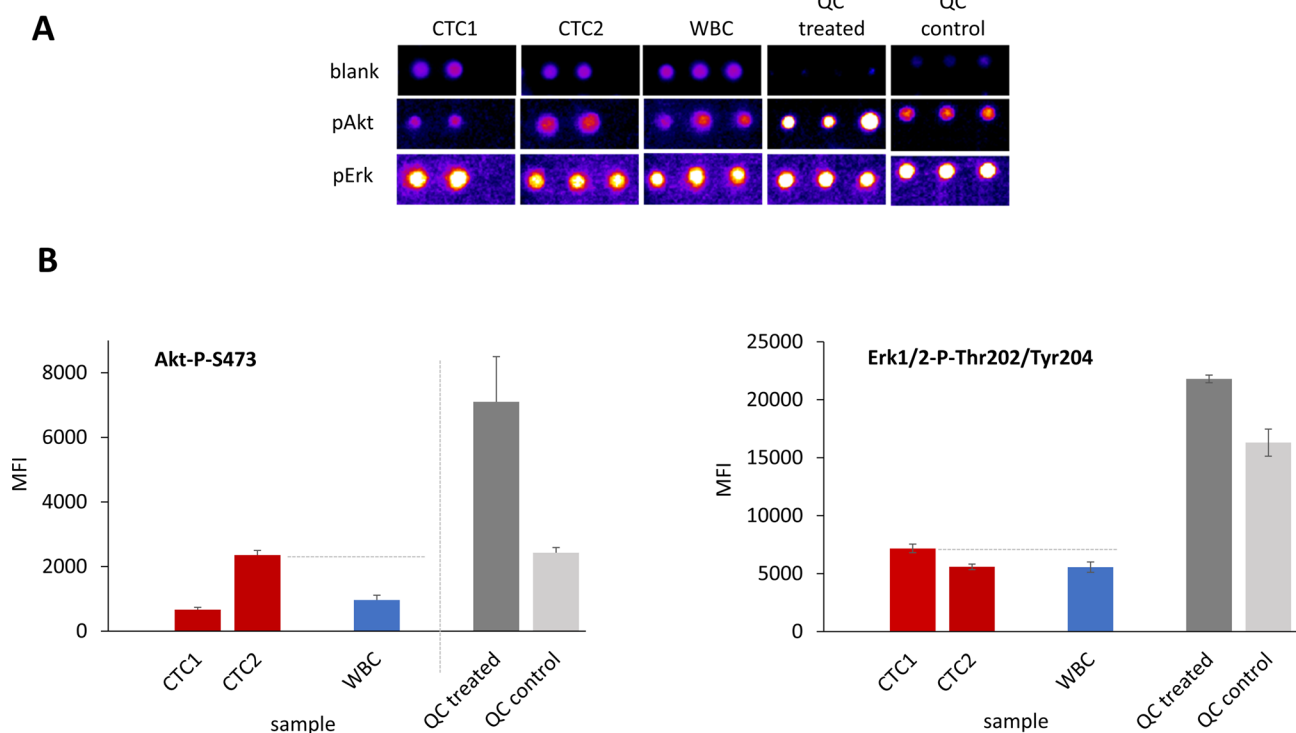 A
CTC1
CTC2
WBC
QC
treated
QC
control
blank
pAkt
pErk
B
Akt-P-S473
8000
6000
4000
2000
0
MFI
CTC1
CTC2
WBC
QC treated
QC control
sample
Erk1/2-P-Thr202/Tyr204
25000
20000
15000
10000
5000
0
MFI
CTC1
CTC2
WBC
QC treated
QC control
sample